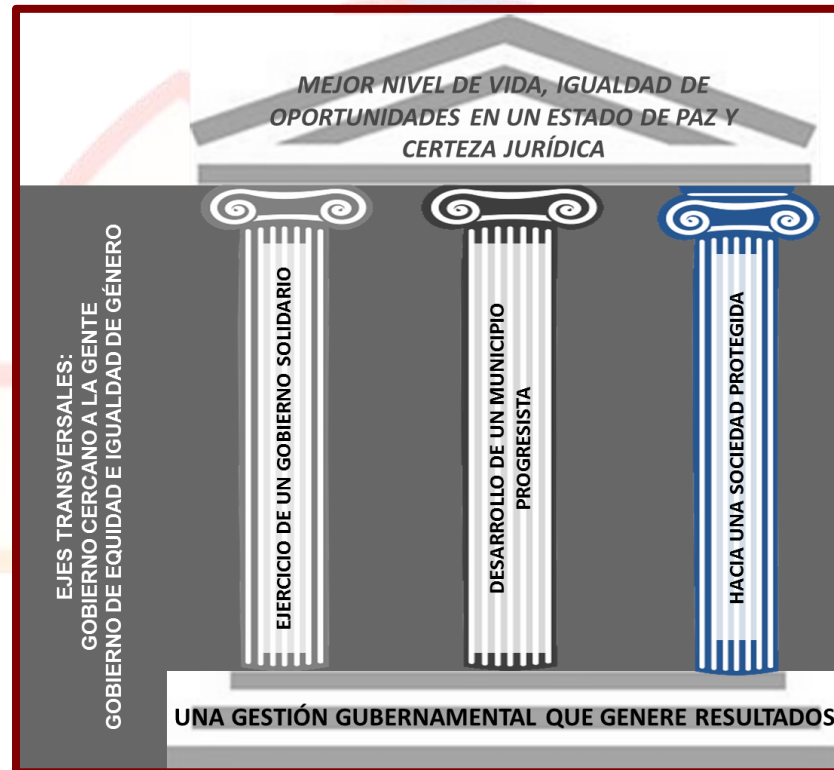 MEJOR NIVEL DE VIDA, IGUALDAD DE
OPORTUNIDADES EN UN ESTADO DE PAZ Y
CERTEZA JURÍDICA
EJES TRANSVERSALES:
GOBIERNO CERCANO A LA GENTE
GOBIERNO DE EQUIDAD E IGUALDAD DE GÉNERO
EJERCICIO DE UN GOBIERNO SOLIDARIO
DESARROLLO DE UN MUNICIPIO
PROGRESISTA
HACIA UNA SOCIEDAD PROTEGIDA
UNA GESTIÓN GUBERNAMENTAL QUE GENERE RESULTADOS